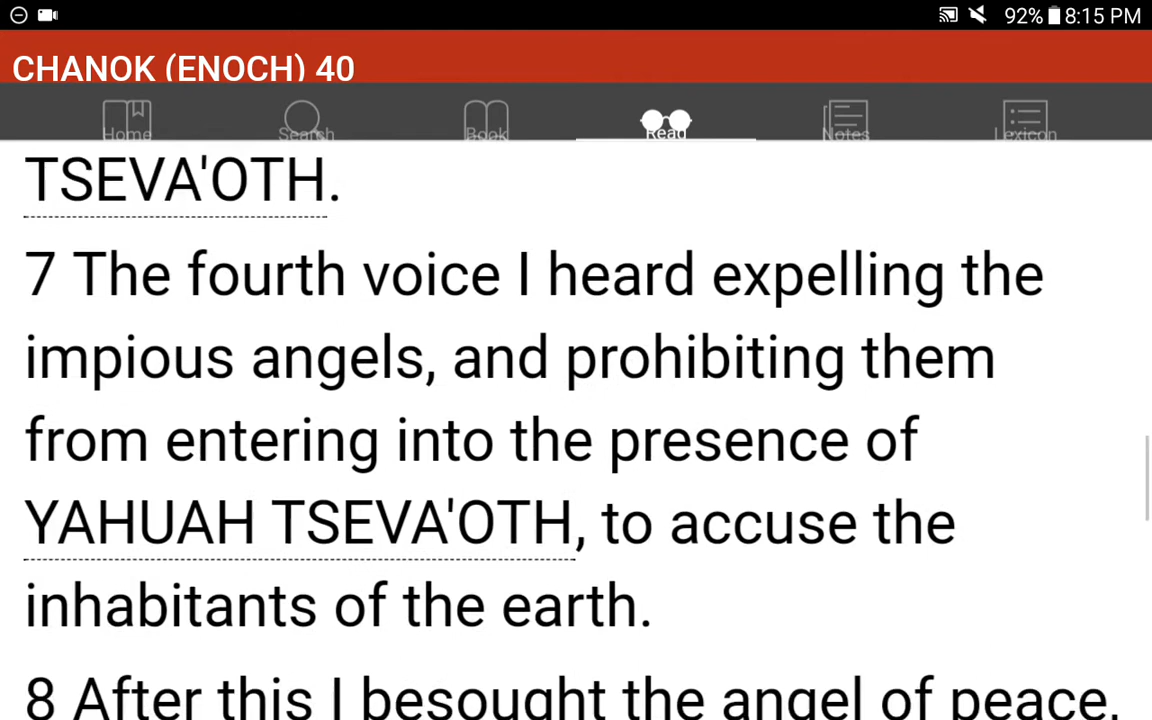 92% 8:15 PM
CHANOK (ENOCH) 40
Home Search Book Read Notes Lexicon
TSEVA'OTH.
7 The fourth voice I heard expelling the
impious angels, and prohibiting them
from entering into the presence of
YAHUAH TSEVA'OTH, to accuse the
inhabitants of the earth.
8 After this I besought the angel of peace,